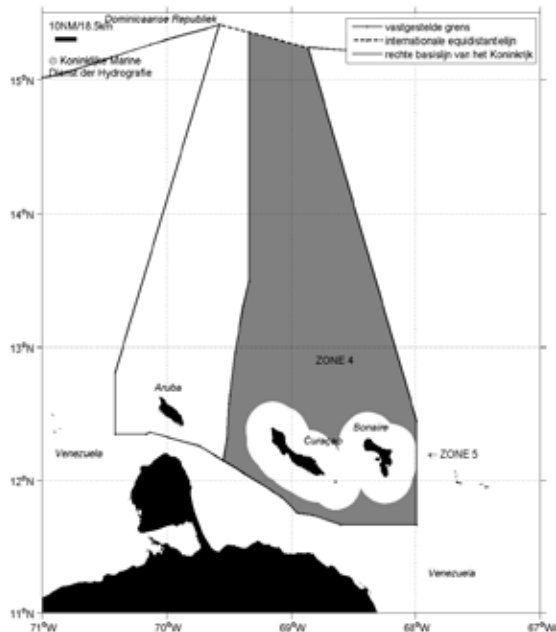 Dominicaanse Republiek
10NM/18.5km
© Koninklijke Marine
Dienst der Hydrografie
vastgestelde grens
internationale equidistantelijn
rechte basislijn van het Koninkrijk
15°N
14°N
13°N
12°N
11°N
ZONE 4
Aruba
Curaçao
Bonaire
Venezuela
← ZONE 5
Venezuela
71°W
70°W
69°W
68°W
67°W